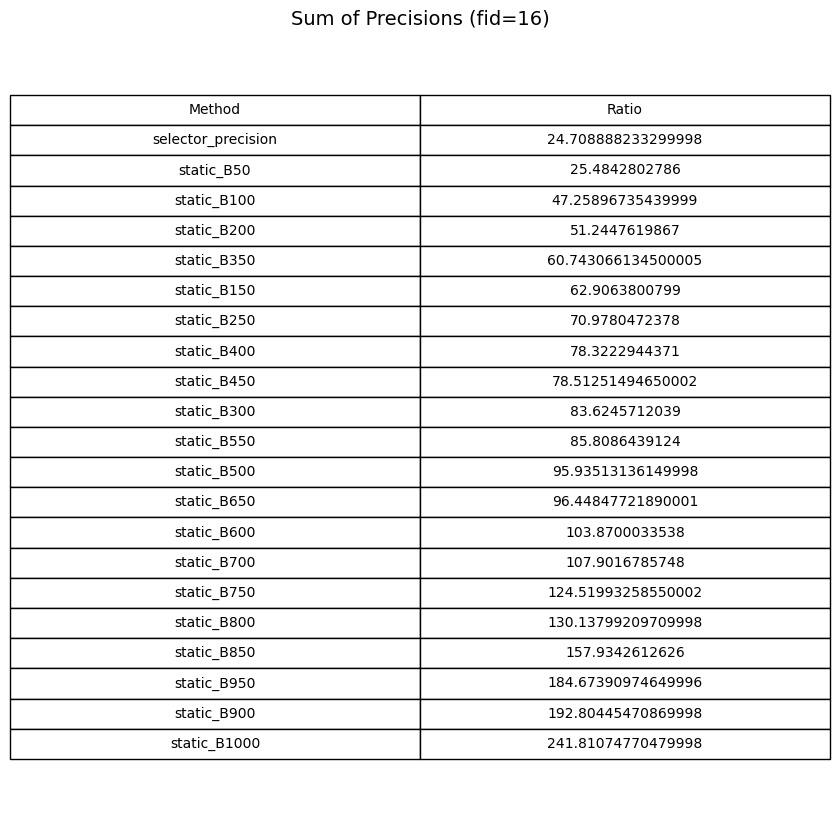 Sum of Precisions (fid=16)
Method Ratio
selector_precision 24.708888233299998
static_B50 25.4842802786
static_B100 47.25896735439999
static_B200 51.2447619867
static_B350 60.743066134500005
static_B150 62.9063800799
static_B250 70.9780472378
static_B400 78.3222944371
static_B450 78.51251494650002
static_B300 83.6245712039
static_B550 85.8086439124
static_B500 95.93513136149998
static_B650 96.44847721890001
static_B600 103.8700033538
static_B700 107.9016785748
static_B750 124.51993258550002
static_B800 130.13799209709998
static_B850 157.9342612626
static_B950 184.67390974649996
static_B900 192.80445470869998
static_B1000 241.81074770479998